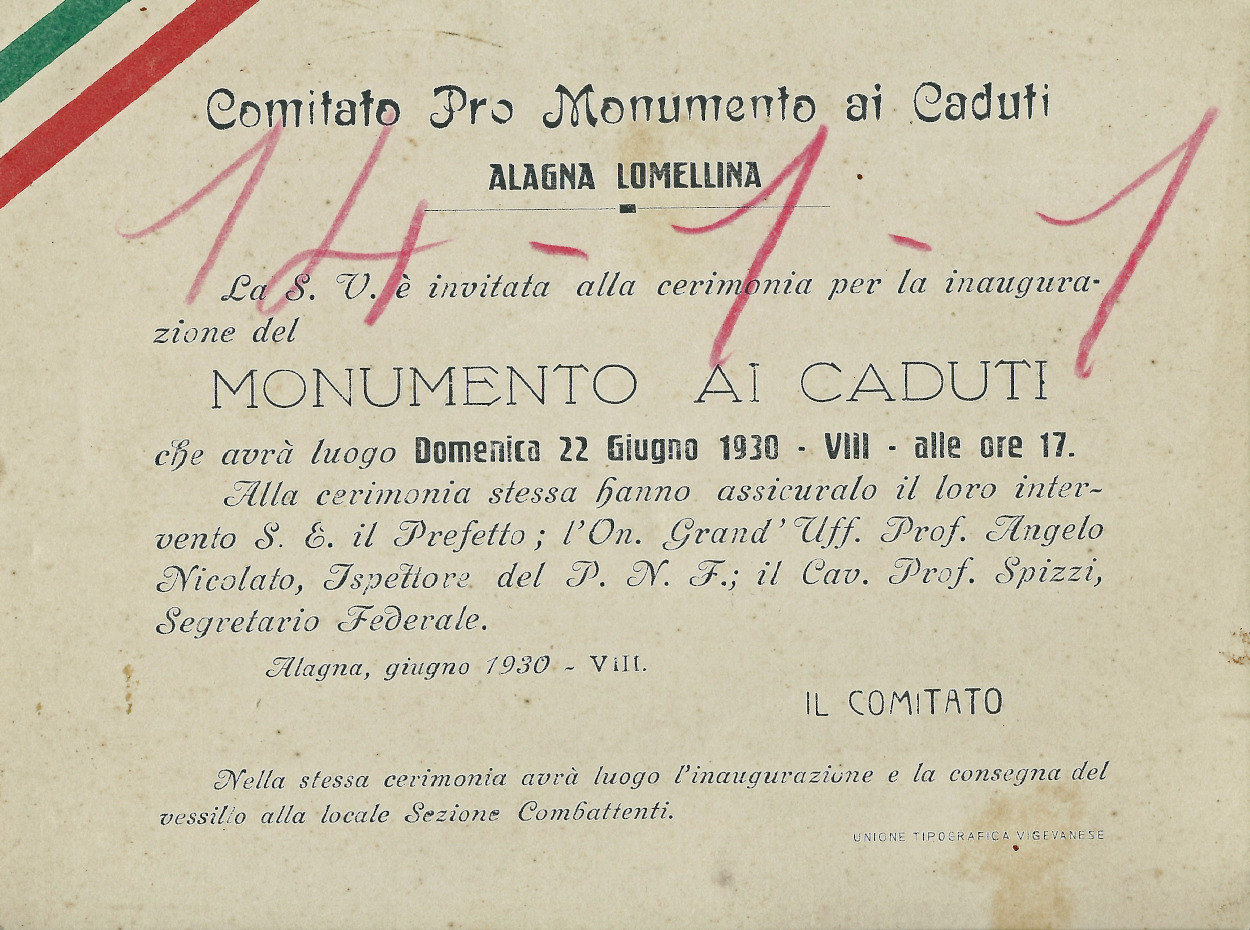 Comitato Pro Monumento ai Caduti
ALAGNA LOMELLINA
14 - 1 - 1
La S. V. è invitata alla cerimonia per la inaugura-
zione del
MONUMENTO AI CADUTI
che avrà luogo Domenica 22 Giugno 1930 - VIII - alle ore 17.
Alla cerimonia stessa hanno assicuralo il loro inter-
vento S. E. il Prefetto ; l'On. Grand' Uff. Prof. Angelo
Nicolato, Ispettore del P. N. F.; il Cav. Prof. Spizzi,
Segretario Federale.
Alagna, giugno 1930 - VIII.
IL COMITATO
Nella stessa cerimonia avrà luogo l'inaugurazione e la consegna del
vessillo alla locale Sezione Combattenti.
UNIONE TIPOGRAFICA VIGEVANESE